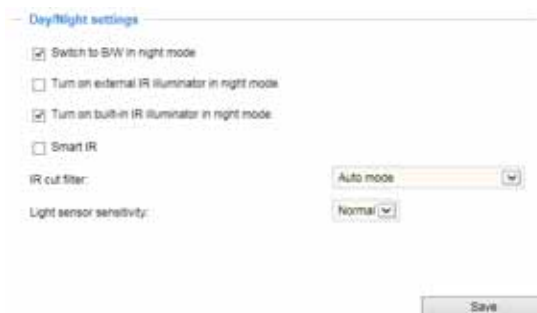 Day/Night settings
Switch to B/W in night mode
Turn on external IR illuminator in night mode
Turn on built-in IR illuminator in night mode
Smart IR
IR cut filter: Auto mode
Light sensor sensitivity: Normal
Save